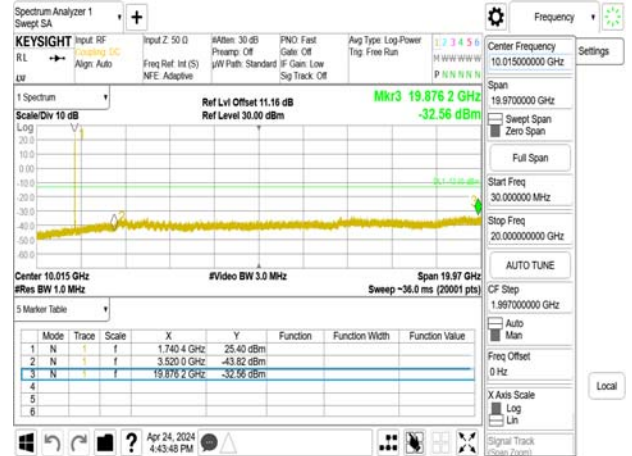 Spectrum Analyzer 1
Swept SA
+
Frequency
Settings
KEYSIGHT
RL
Input: RF
Coupling: DC
Align: Auto
Input Z: 50 Ω
Freq Ref: Int (S)
NFE: Adaptive
#Atten: 30 dB
Preamp: Off
µW Path: Standard
PNO: Fast
Gate: Off
IF Gain: Low
Sig Track: Off
Avg Type: Log-Power
Trig: Free Run
1 2 3 4 5 6
M W W W W W
P N N N N N
1 Spectrum
Scale/Div 10 dB
Ref Lvl Offset 11.16 dB
Ref Level 30.00 dBm
Mkr3 19.876 2 GHz
-32.56 dBm
Log
20.0
10.0
0.00
-10.0
-20.0
-30.0
-40.0
-50.0
-60.0
1
2
Center 10.015 GHz
#Res BW 1.0 MHz
#Video BW 3.0 MHz
Span 19.97 GHz
Sweep ~36.0 ms (20001 pts)
5 Marker Table
Mode Trace Scale X Y Function Function Width Function Value
1 N 1 f 1.740 4 GHz 25.40 dBm
2 N 1 f 3.520 0 GHz -43.82 dBm
3 N 1 f 19.876 2 GHz -32.56 dBm
4
5
6
Center Frequency
10.015000000 GHz
Span
19.9700000 GHz
Swept Span
Zero Span
Full Span
Start Freq
30.000000 MHz
Stop Freq
20.000000000 GHz
AUTO TUNE
CF Step
1.997000000 GHz
Auto
Man
Freq Offset
0 Hz
X Axis Scale
Log
Lin
Signal Track
(Span Zoom)
Local
?
Apr 24, 2024
4:43:48 PM